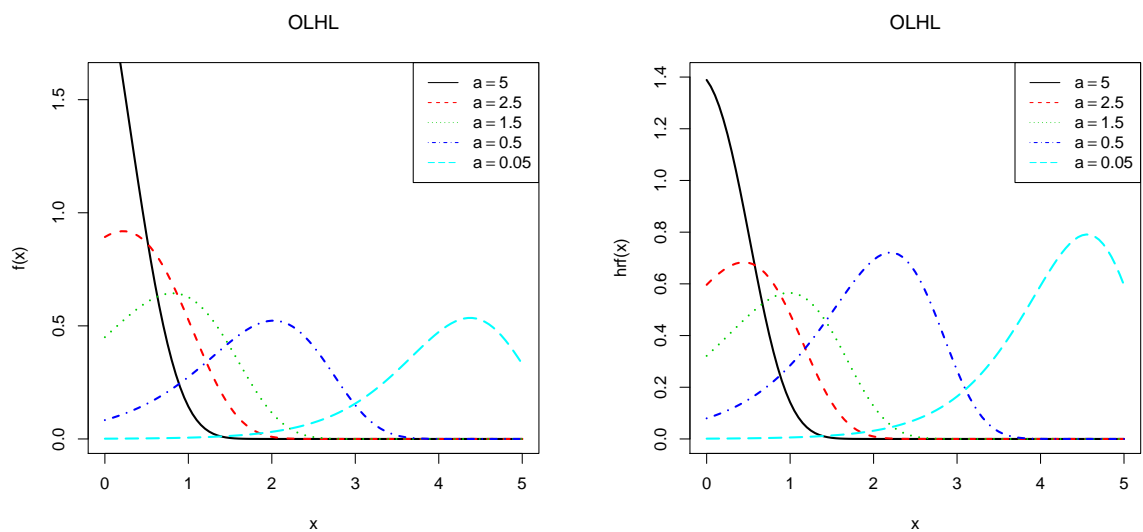 OLHL
f(x)
0.0
0.5
1.0
1.5
0 1 2 3 4 5
x
a = 5
a = 2.5
a = 1.5
a = 0.5
a = 0.05
OLHL
hrf(x)
0.0
0.2
0.4
0.6
0.8
1.0
1.2
1.4
0 1 2 3 4 5
x
a = 5
a = 2.5
a = 1.5
a = 0.5
a = 0.05